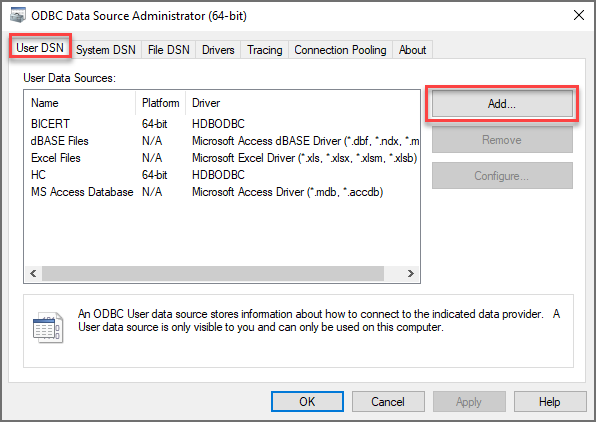 ODBC Data Source Administrator (64-bit)
User DSN System DSN File DSN Drivers Tracing Connection Pooling About
User Data Sources:
Name Platform Driver
BICERT 64-bit HDBODBC
dBASE Files N/A Microsoft Access dBASE Driver (*.dbf, *.ndx, *.m
Excel Files N/A Microsoft Excel Driver (*.xls, *.xlsx, *.xlsm, *.xlsb)
HC 64-bit HDBODBC
MS Access Database N/A Microsoft Access Driver (*.mdb, *.accdb)
Add...
Remove
Configure...
An ODBC User data source stores information about how to connect to the indicated data provider. A
User data source is only visible to you and can only be used on this computer.
OK Cancel Apply Help